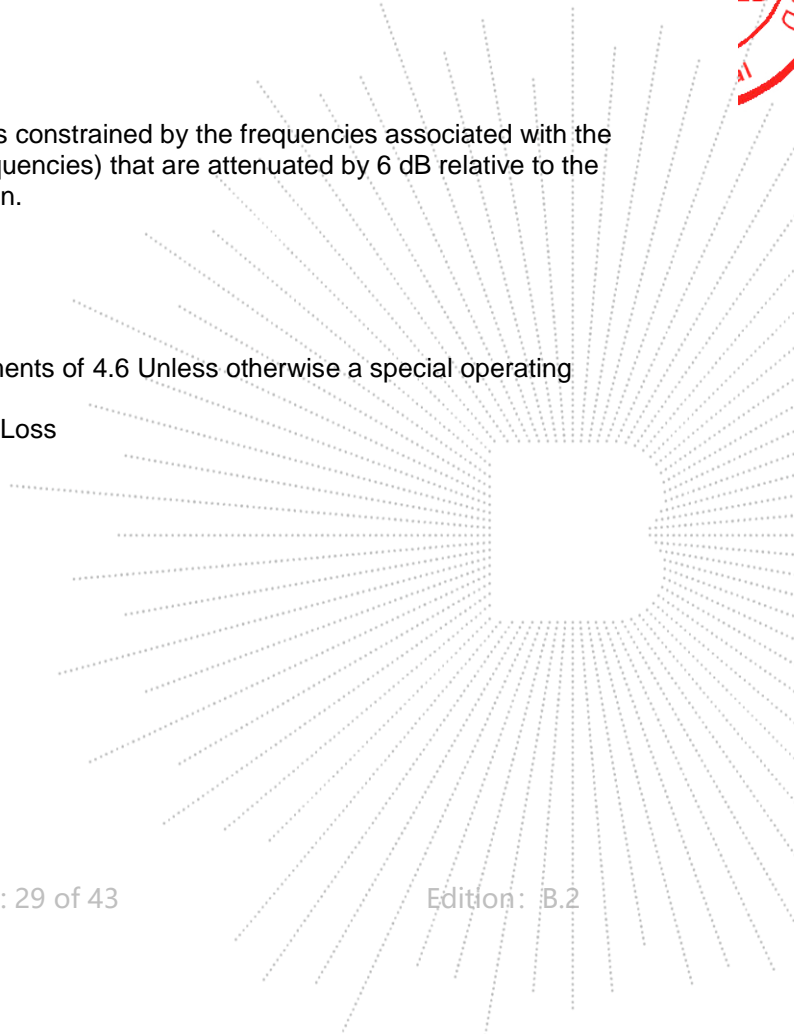 constrained by the frequencies associated with the
quencies) that are attenuated by 6 dB relative to the
n.
nents of 4.6 Unless otherwise a special operating
Loss
: 29 of 43 Edition: B.2